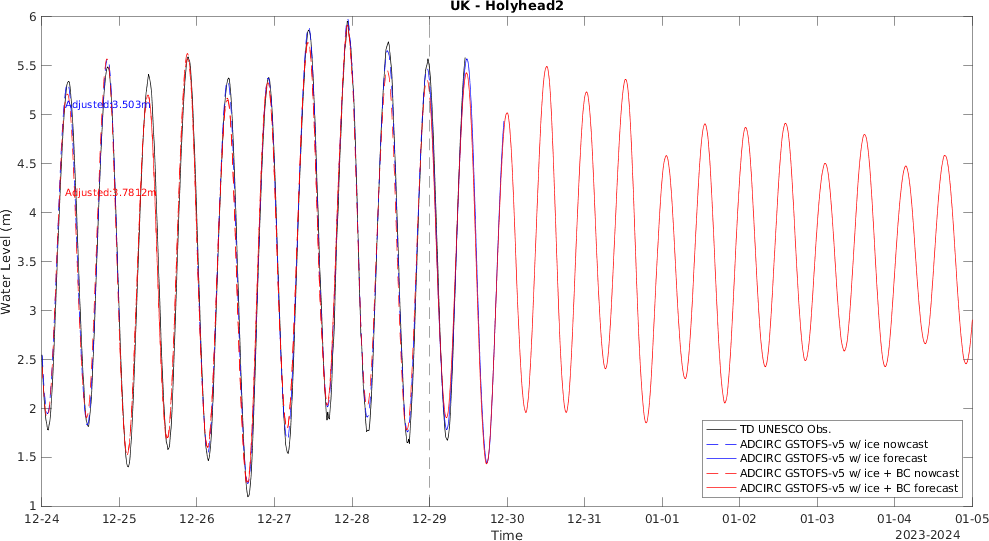 UK - Holyhead2
6
5.5
5
4.5
4
3.5
3
2.5
2
1.5
1
Water Level (m)
Adjusted:3.503m
Adjusted:3.7812m
TD UNESCO Obs.
ADCIRC GSTOFS-v5 w/ ice nowcast
ADCIRC GSTOFS-v5 w/ ice forecast
ADCIRC GSTOFS-v5 w/ ice + BC nowcast
ADCIRC GSTOFS-v5 w/ ice + BC forecast
12-24 12-25 12-26 12-27 12-28 12-29 12-30 12-31 01-01 01-02 01-03 01-04 01-05
Time
2023-2024